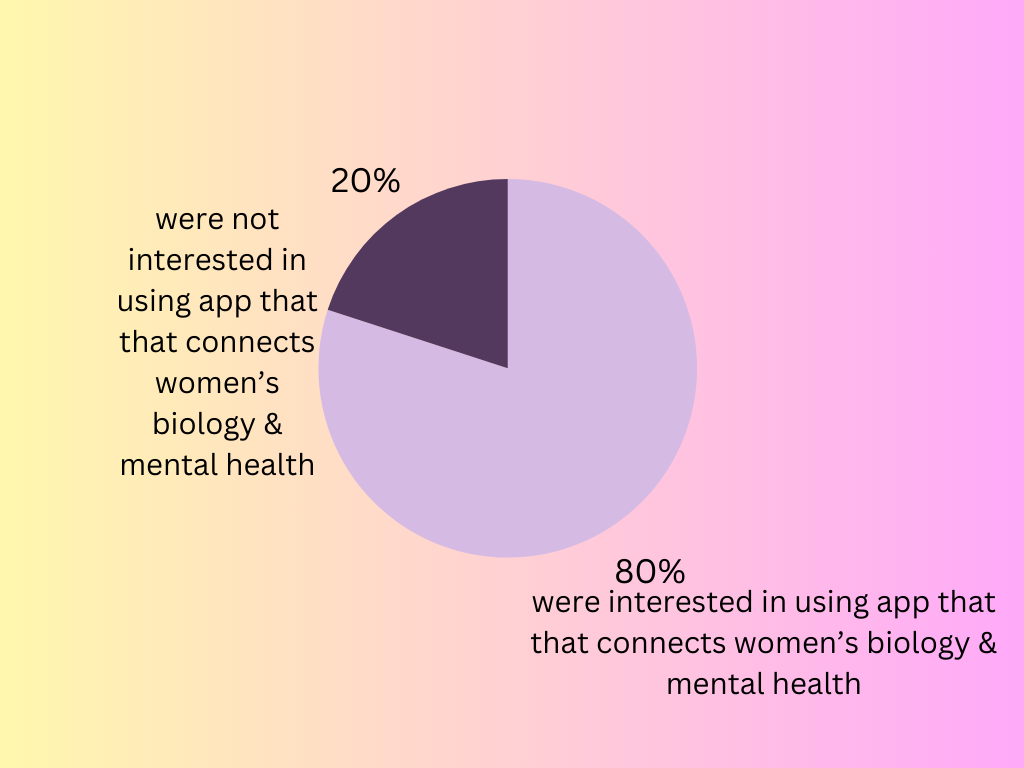 20%
were not
interested in
using app that
that connects
women’s
biology &
mental health
80%
were interested in using app that
that connects women’s biology &
mental health